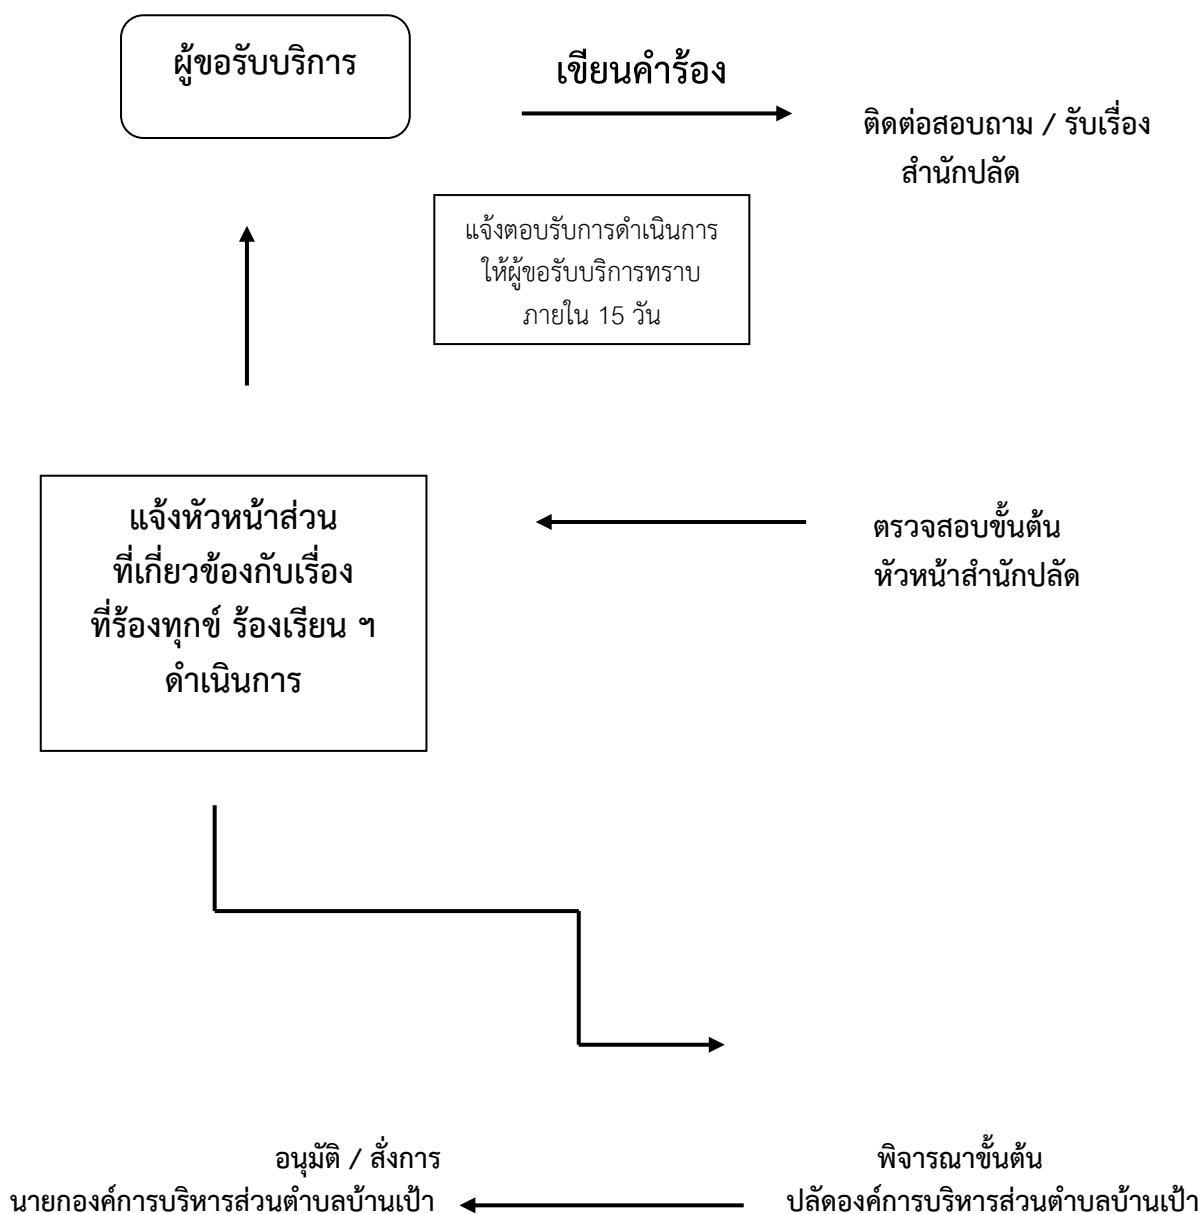 ผู้ขอรับบริการ
เขียนคำร้อง
ติดต่อสอบถาม / รับเรื่อง
สำนักปลัด
แจ้งตอบรับการดำเนินการ
ให้ผู้ขอรับบริการทราบ
ภายใน 15 วัน
แจ้งหัวหน้าส่วน
ที่เกี่ยวข้องกับเรื่อง
ที่ร้องทุกข์ ร้องเรียน ฯ
ดำเนินการ
ตรวจสอบขั้นต้น
หัวหน้าสำนักปลัด
อนุมัติ / สั่งการ
นายกองค์การบริหารส่วนตำบลบ้านเป้า
พิจารณาขั้นต้น
ปลัดองค์การบริหารส่วนตำบลบ้านเป้า